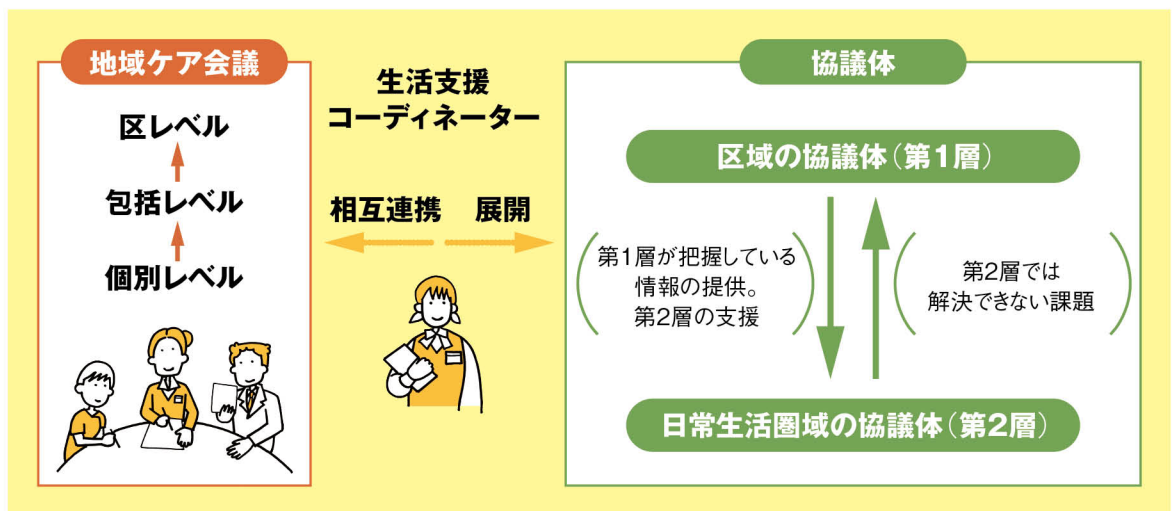 地域ケア会議
区レベル
包括レベル
個別レベル
生活支援
コーディネーター
相互連携
展開
協議体
区域の協議体（第1層）
第1層が把握している
情報の提供。
第2層の支援
第2層では
解決できない課題
日常生活圏域の協議体（第2層）